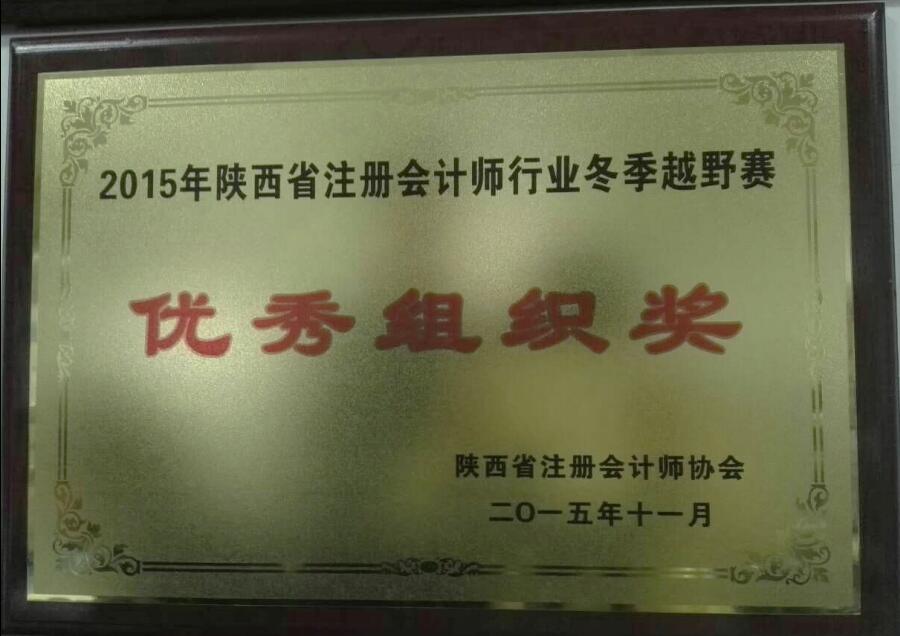 2015年陕西省注册会计师行业冬季越野赛
优秀组织奖
陕西省注册会计师协会
二O一五年十一月